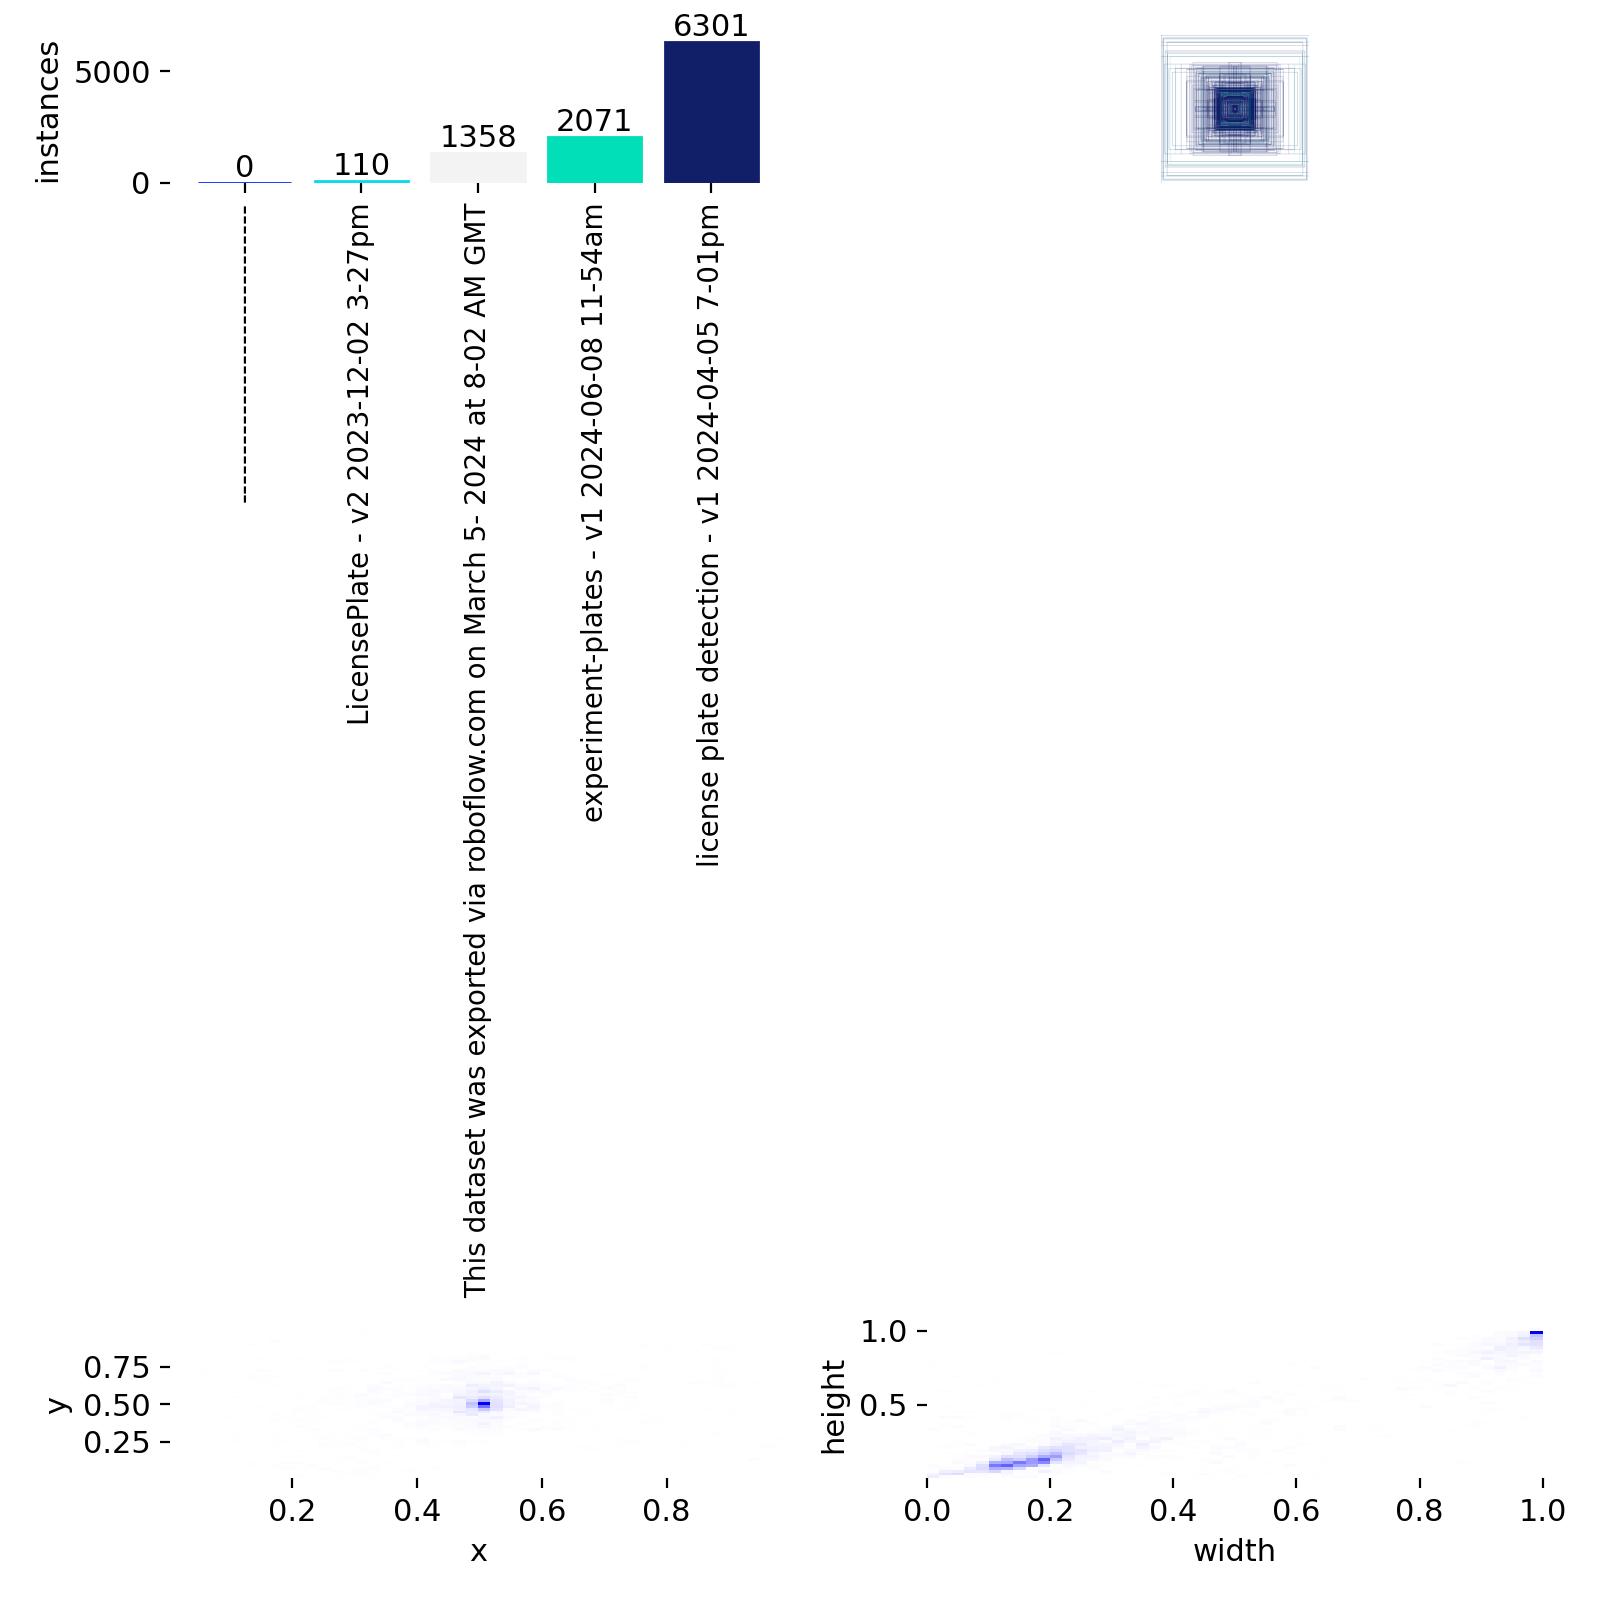 6301
2071
1358
110
0
instances
5000
0
------------------------------
LicensePlate - v2 2023-12-02 3-27pm
This dataset was exported via roboflow.com on March 5- 2024 at 8-02 AM GMT
experiment-plates - v1 2024-06-08 11-54am
license plate detection - v1 2024-04-05 7-01pm
y
0.75
0.50
0.25
0.2 0.4 0.6 0.8
x
height
1.0
0.5
0.0 0.2 0.4 0.6 0.8 1.0
width